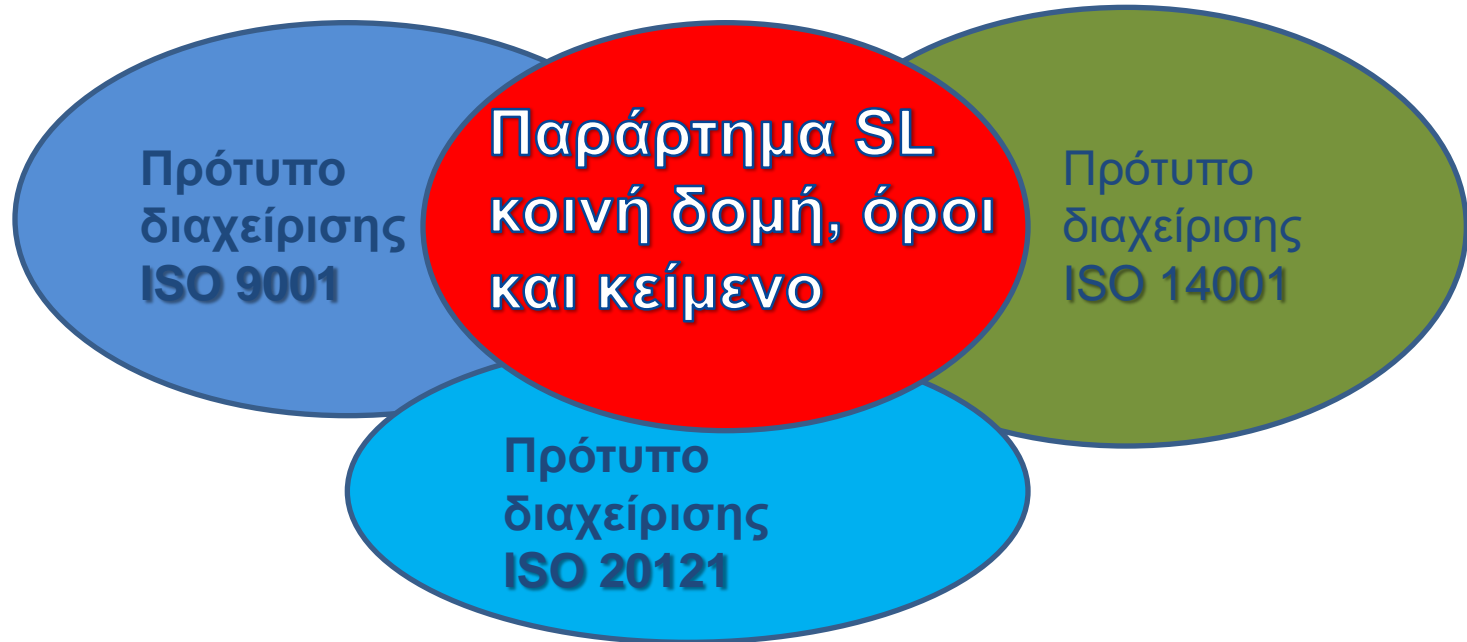 Πρότυπο
διαχείρισης
ISO 9001
Παράρτημα SL
κοινή δομή, όροι
και κείμενο
Πρότυπο
διαχείρισης
ISO 14001
Πρότυπο
διαχείρισης
ISO 20121